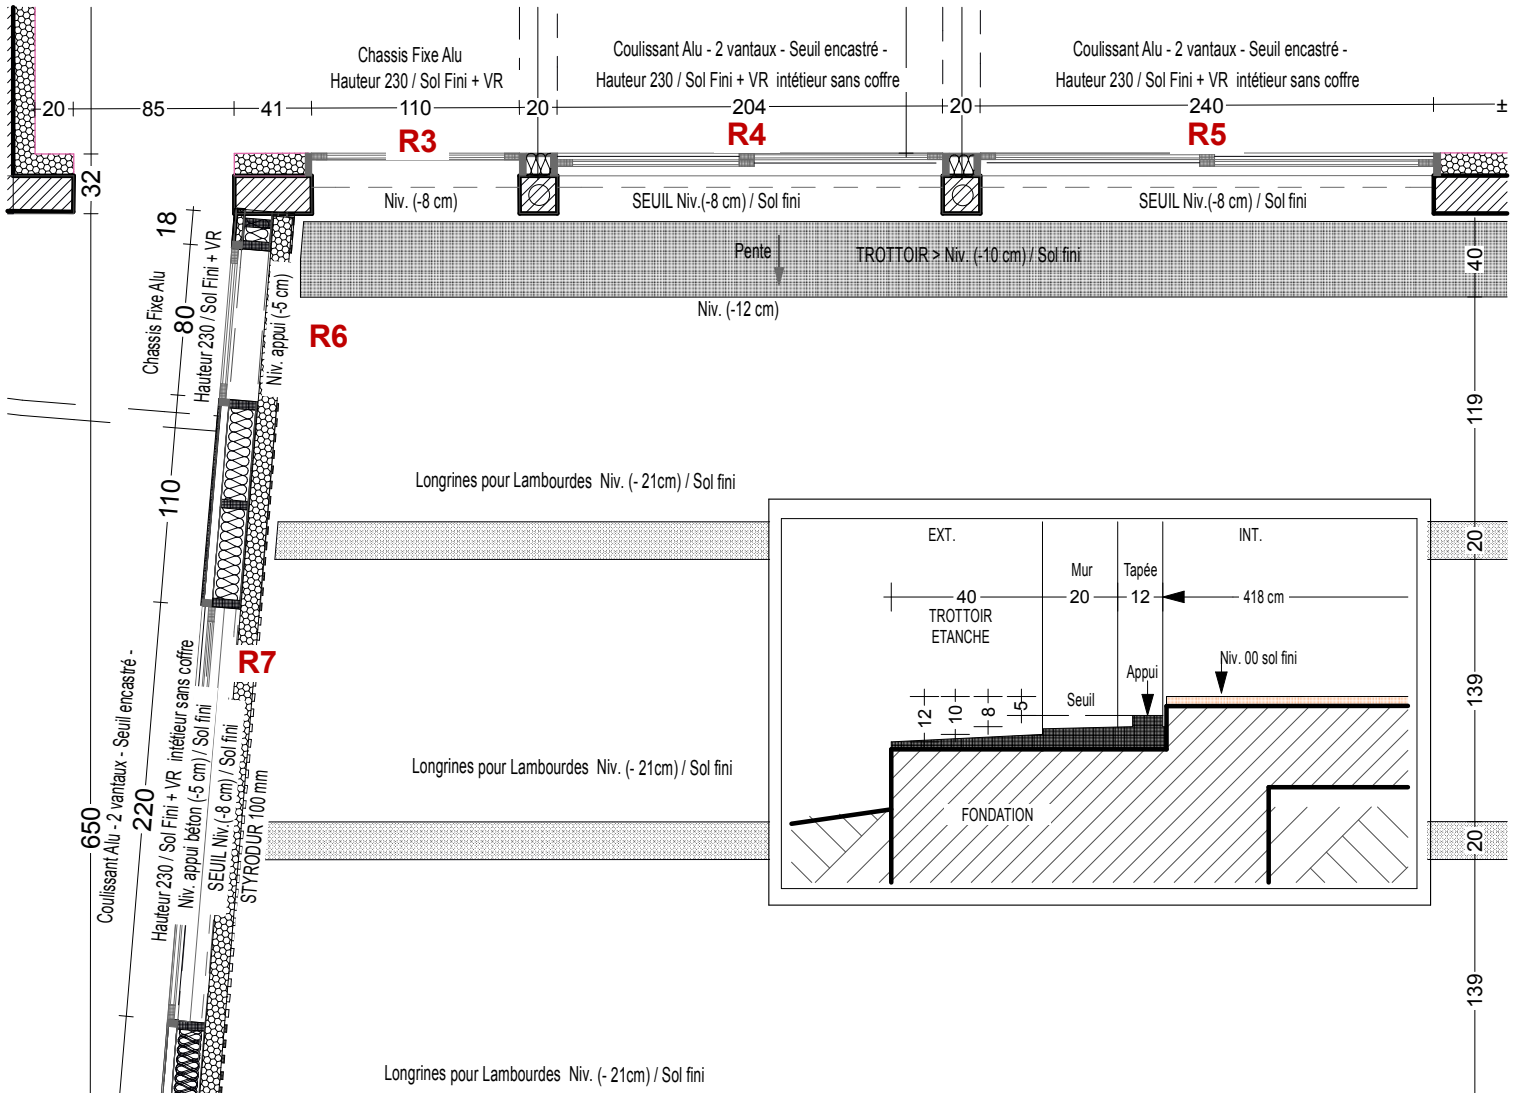 Chassis Fixe Alu
Hauteur 230 / Sol Fini + VR
Coulissant Alu - 2 vantaux - Seuil encastré -
Hauteur 230 / Sol Fini + VR  intétieur sans coffre
Coulissant Alu - 2 vantaux - Seuil encastré -
Hauteur 230 / Sol Fini + VR  intétieur sans coffre
20 85 41 110 20 204 20 240 ±
R3 R4 R5
32
Niv. (-8 cm)
SEUIL Niv.(-8 cm) / Sol fini
SEUIL Niv.(-8 cm) / Sol fini
18
Pente
TROTTOIR > Niv. (-10 cm) / Sol fini
40
Niv. (-12 cm)
Chassis Fixe Alu
80
Hauteur 230 / Sol Fini + VR
Niv. appui (-5 cm)
R6
119
110
Longrines pour Lambourdes  Niv. (- 21cm) / Sol fini
20
EXT.
INT.
Mur
Tapée
40 20 12 418 cm
TROTTOIR
ETANCHE
Niv. 00 sol fini
Appui
Seuil
12 10 8 5
FONDATION
R7
139
650
Coulissant Alu - 2 vantaux - Seuil encastré -
220
Hauteur 230 / Sol Fini + VR  intétieur sans coffre
Niv. appui béton (-5 cm) / Sol fini
SEUIL Niv.(-8 cm) / Sol fini
STYRODUR 100 mm
Longrines pour Lambourdes  Niv. (- 21cm) / Sol fini
20
139
Longrines pour Lambourdes  Niv. (- 21cm) / Sol fini